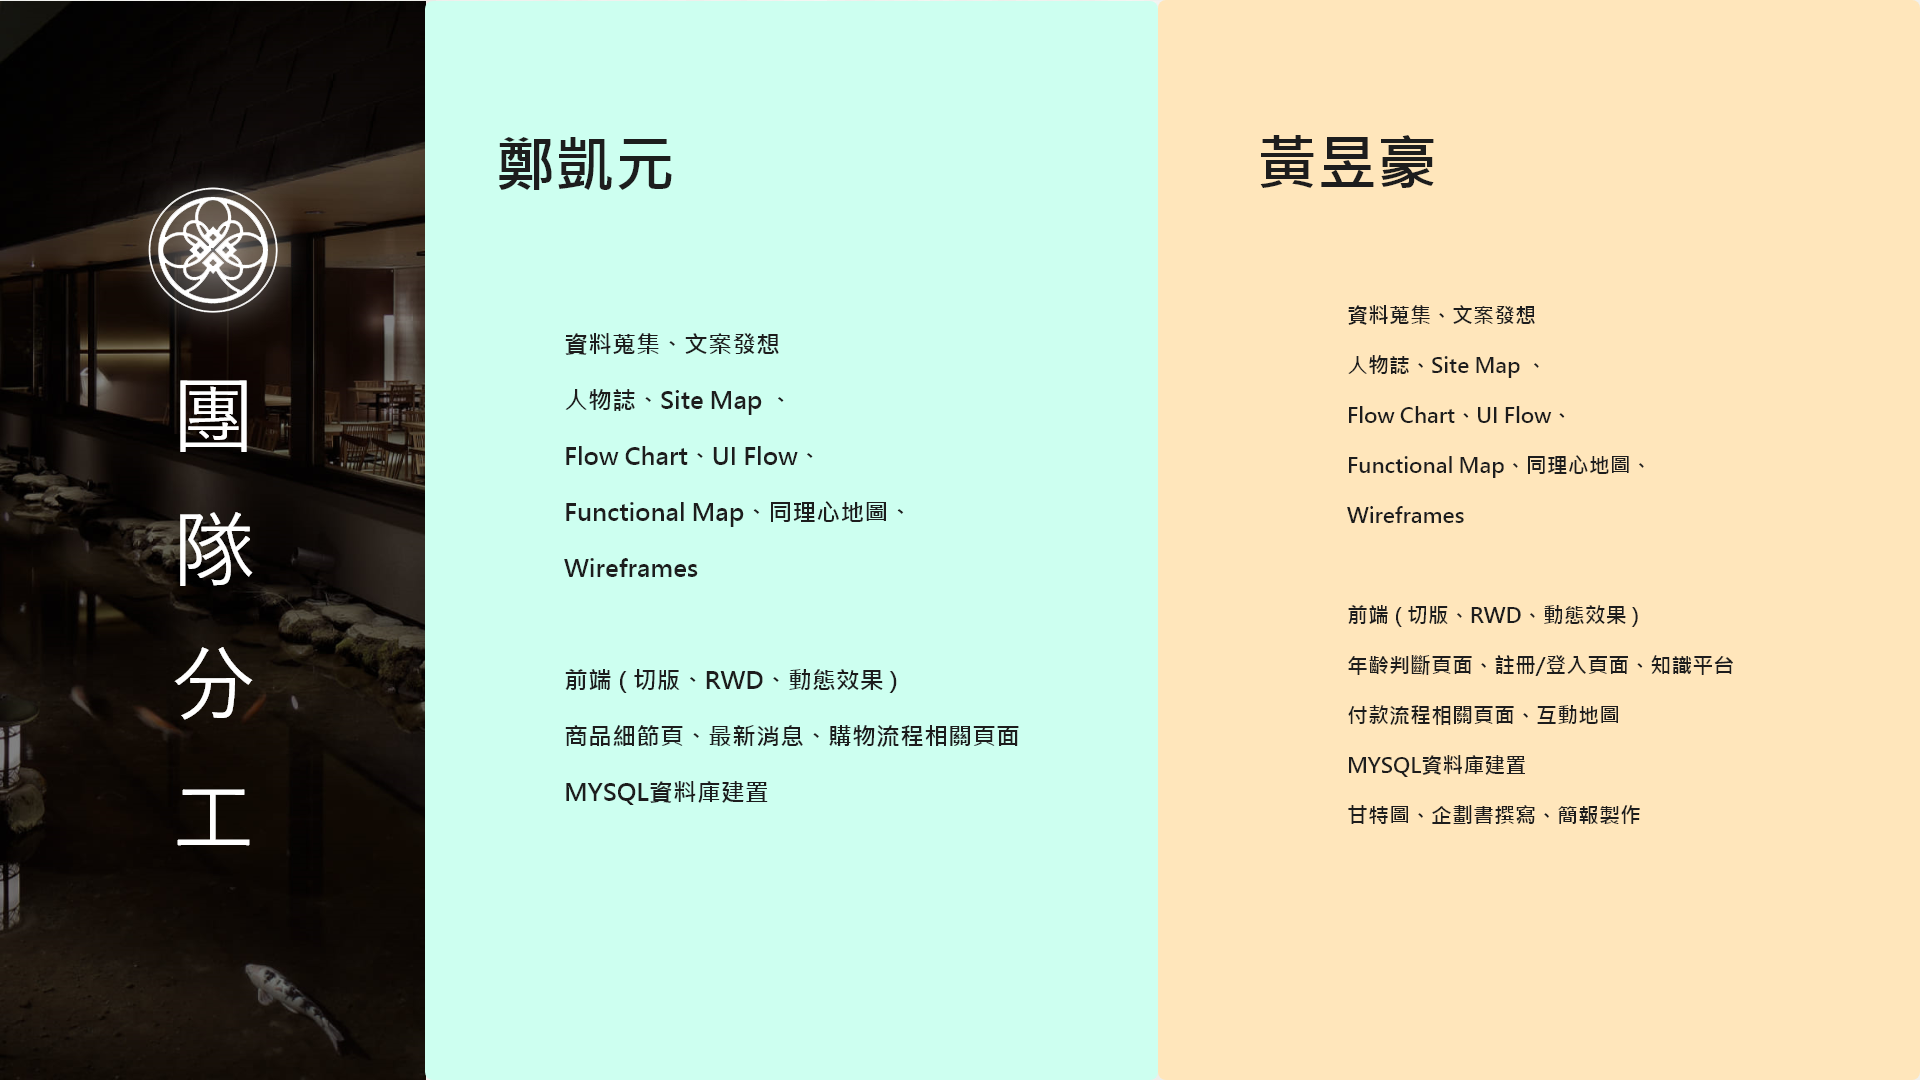 團隊分工
鄭凱元
資料蒐集、文案發想
人物誌、Site Map 、
Flow Chart、UI Flow、
Functional Map、同理心地圖、
Wireframes
前端 ( 切版、RWD、動態效果 )
商品細節頁、最新消息、購物流程相關頁面
MYSQL資料庫建置
黃昱豪
資料蒐集、文案發想
人物誌、Site Map 、
Flow Chart、UI Flow、
Functional Map、同理心地圖、
Wireframes
前端 ( 切版、RWD、動態效果 )
年齡判斷頁面、註冊/登入頁面、知識平台
付款流程相關頁面、互動地圖
MYSQL資料庫建置
甘特圖、企劃書撰寫、簡報製作